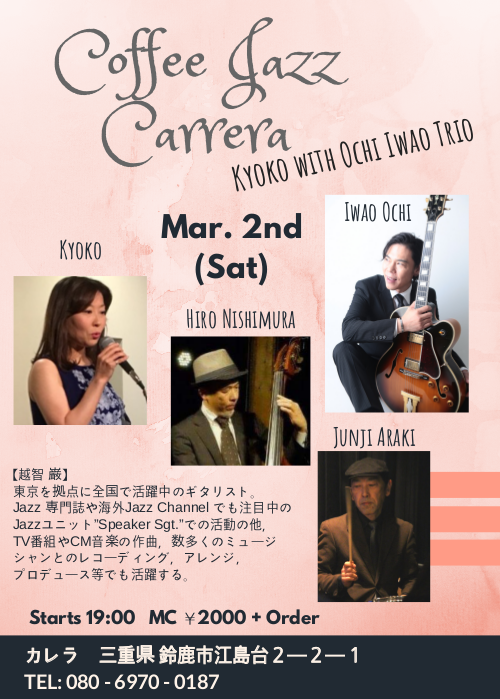 Coffee Jazz
Carrera
Kyoko with Ochi Iwao Trio
Mar. 2nd
(Sat)
Iwao Ochi
Kyoko
Hiro Nishimura
Junji Araki
【越智 巌】
東京を拠点に全国で活躍中のギタリスト。
Jazz 専門誌や海外Jazz Channel でも注目中の
Jazzユニット"Speaker Sgt."での活動の他,
TV番組やCM音楽の作曲，数多くのミュージ
シャンとのレコーディング，アレンジ，
プロデュース等でも活躍する。
Starts 19:00 MC ￥2000 + Order
カレラ 三重県 鈴鹿市江島台２―２―１
TEL: 080 - 6970 - 0187